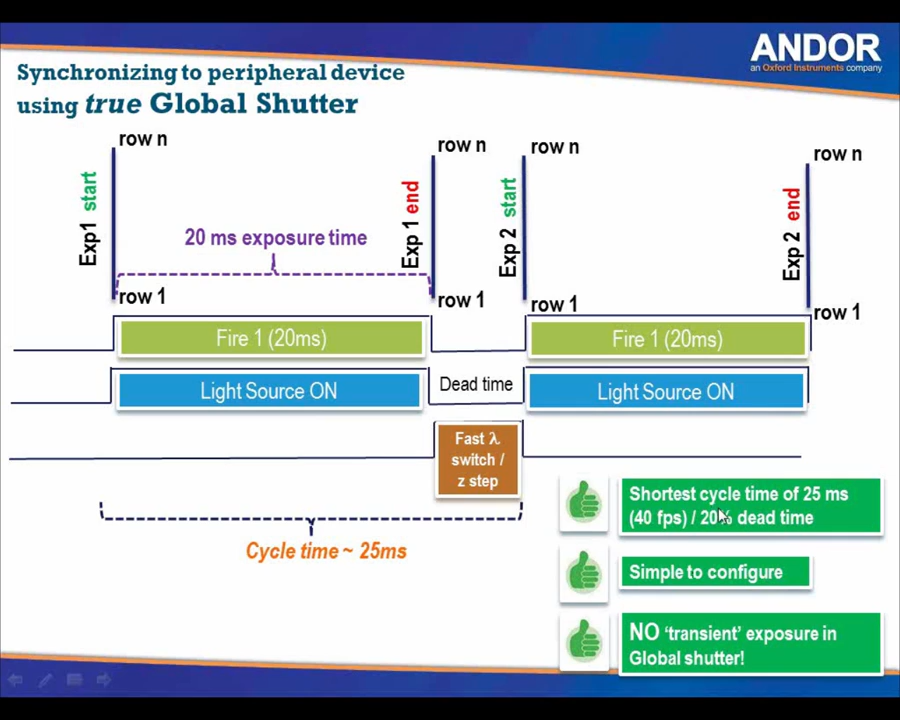 ANDOR
an Oxford Instruments company
Synchronizing to peripheral device
using true Global Shutter
row n
row n
row n
row n
Exp1 start
Exp 1 end
Exp 2 start
Exp 2 end
20 ms exposure time
row 1
row 1
row 1
row 1
Fire 1 (20ms)
Fire 1 (20ms)
Light Source ON
Dead time
Light Source ON
Fast λ
switch /
z step
Cycle time ~ 25ms
Shortest cycle time of 25 ms
(40 fps) / 20% dead time
Simple to configure
NO ‘transient’ exposure in
Global shutter!